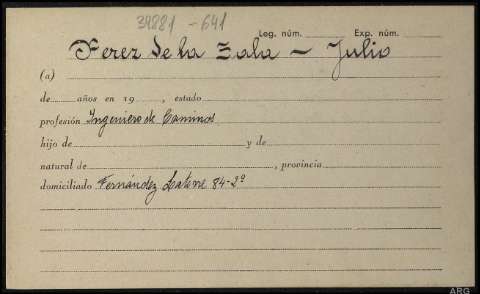 39881 - 641
Leg. núm. Exp. núm.
Perez de la Sala - Julio
(a)
de años en 19 , estado
profesión Ingeniero de Caminos
hijo de y de
natural de , provincia
domiciliado Fernández Latorre 84-2º
ARG